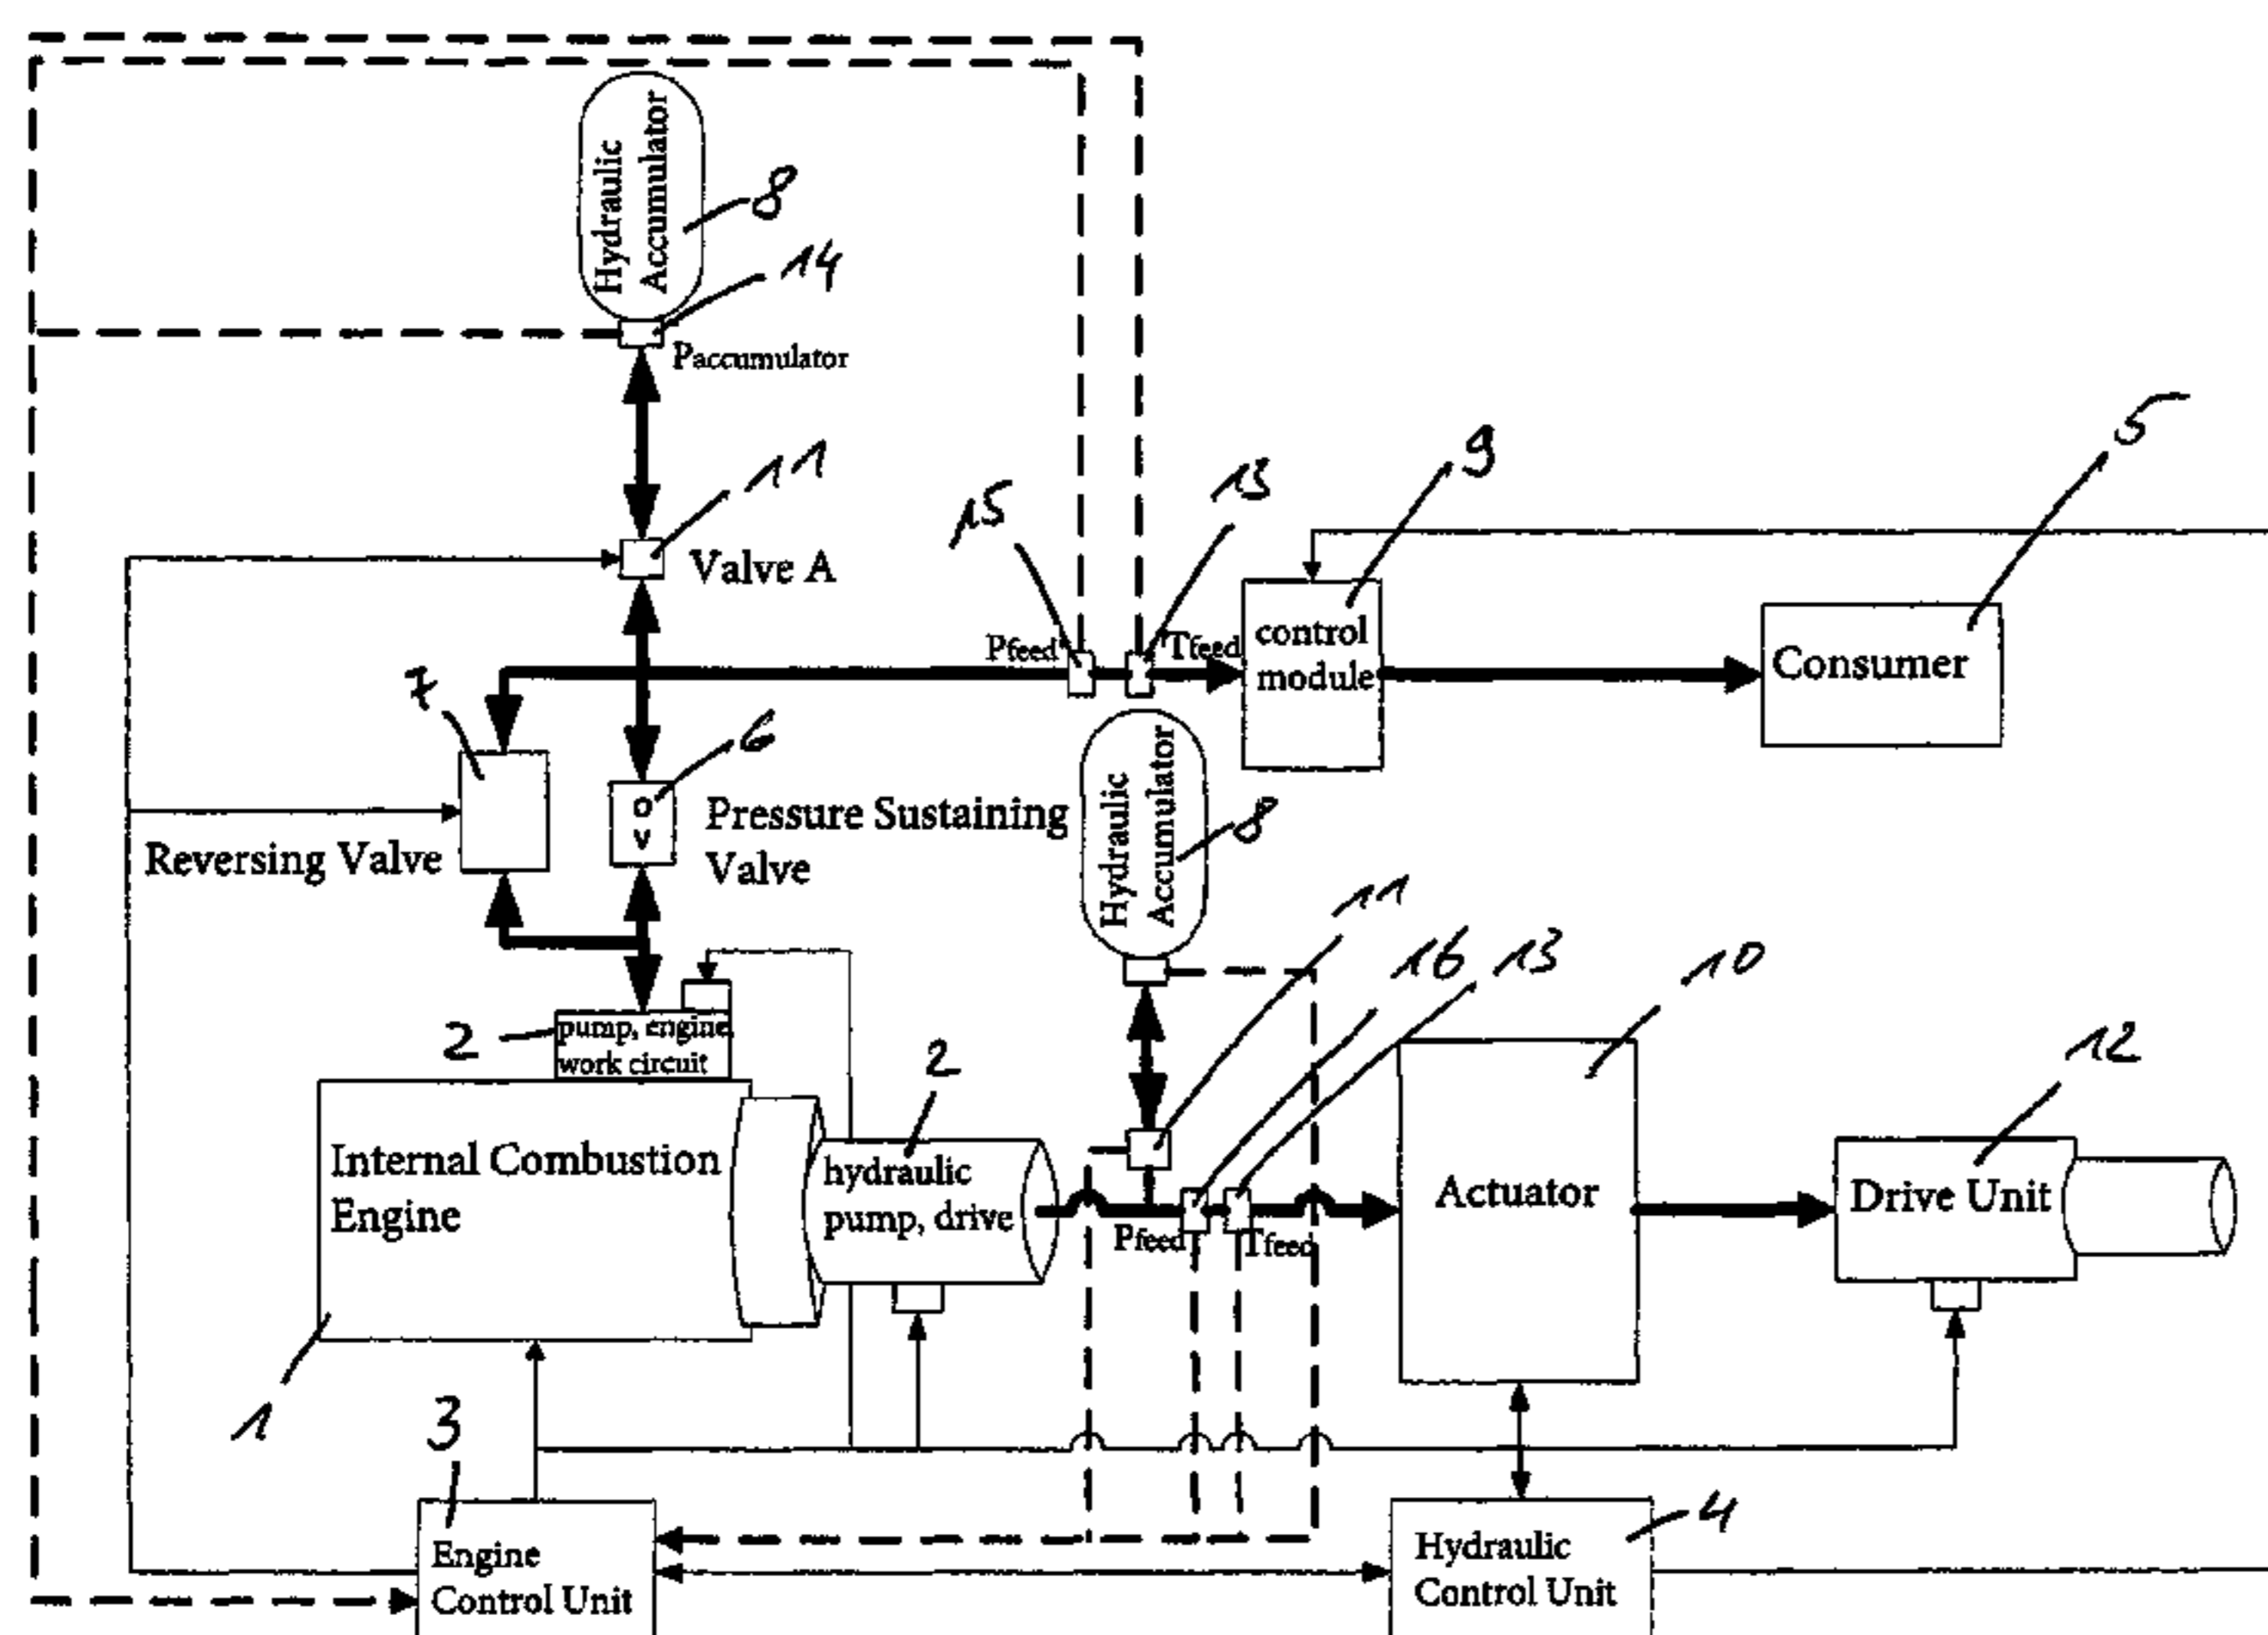 Hydraulic
Accumulator
8
14
Paccumulator
11
Valve A
15
13
9
5
Pfeed
Tfeed
control
module
Consumer
7
6
O
V
Pressure Sustaining
Valve
Reversing Valve
Hydraulic
Accumulator
8
11
16
13
10
12
2
pump, engine
work circuit
2
Internal Combustion
Engine
hydraulic
pump, drive
Pfeed
Tfeed
Actuator
Drive Unit
1
3
4
Engine
Control Unit
Hydraulic
Control Unit